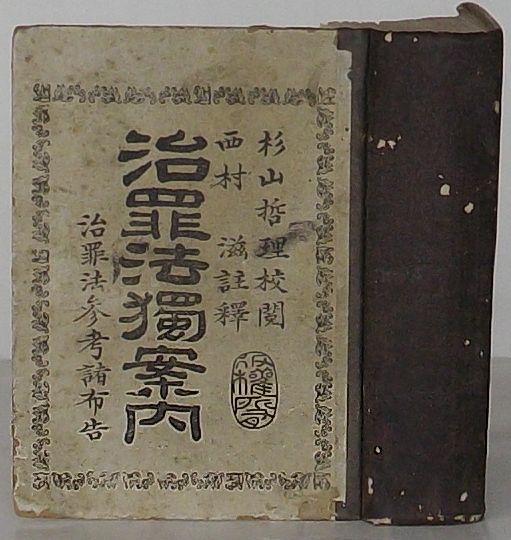 杉山哲理校閲
西村 滋註釋
治罪法獨案内
治罪法参考諸布告